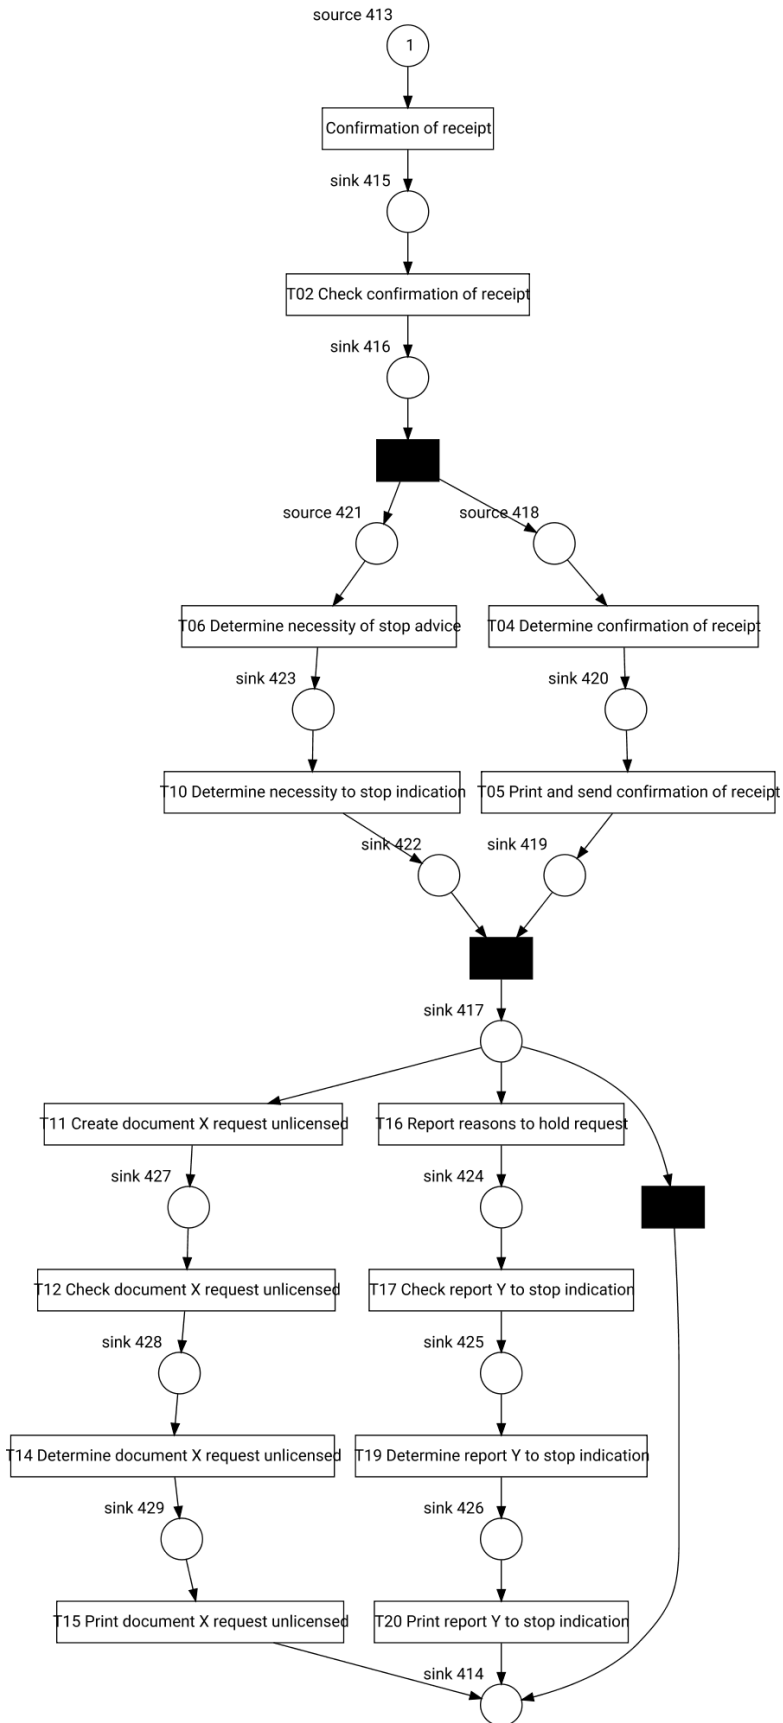 source 413
1
Confirmation of receipt
sink 415
T02 Check confirmation of receipt
sink 416
source 421
source 418
T06 Determine necessity of stop advice
T04 Determine confirmation of receipt
sink 423
sink 420
T10 Determine necessity to stop indication
T05 Print and send confirmation of receipt
sink 422
sink 419
sink 417
T11 Create document X request unlicensed
T16 Report reasons to hold request
sink 427
sink 424
T12 Check document X request unlicensed
T17 Check report Y to stop indication
sink 428
sink 425
T14 Determine document X request unlicensed
T19 Determine report Y to stop indication
sink 429
sink 426
T15 Print document X request unlicensed
T20 Print report Y to stop indication
sink 414